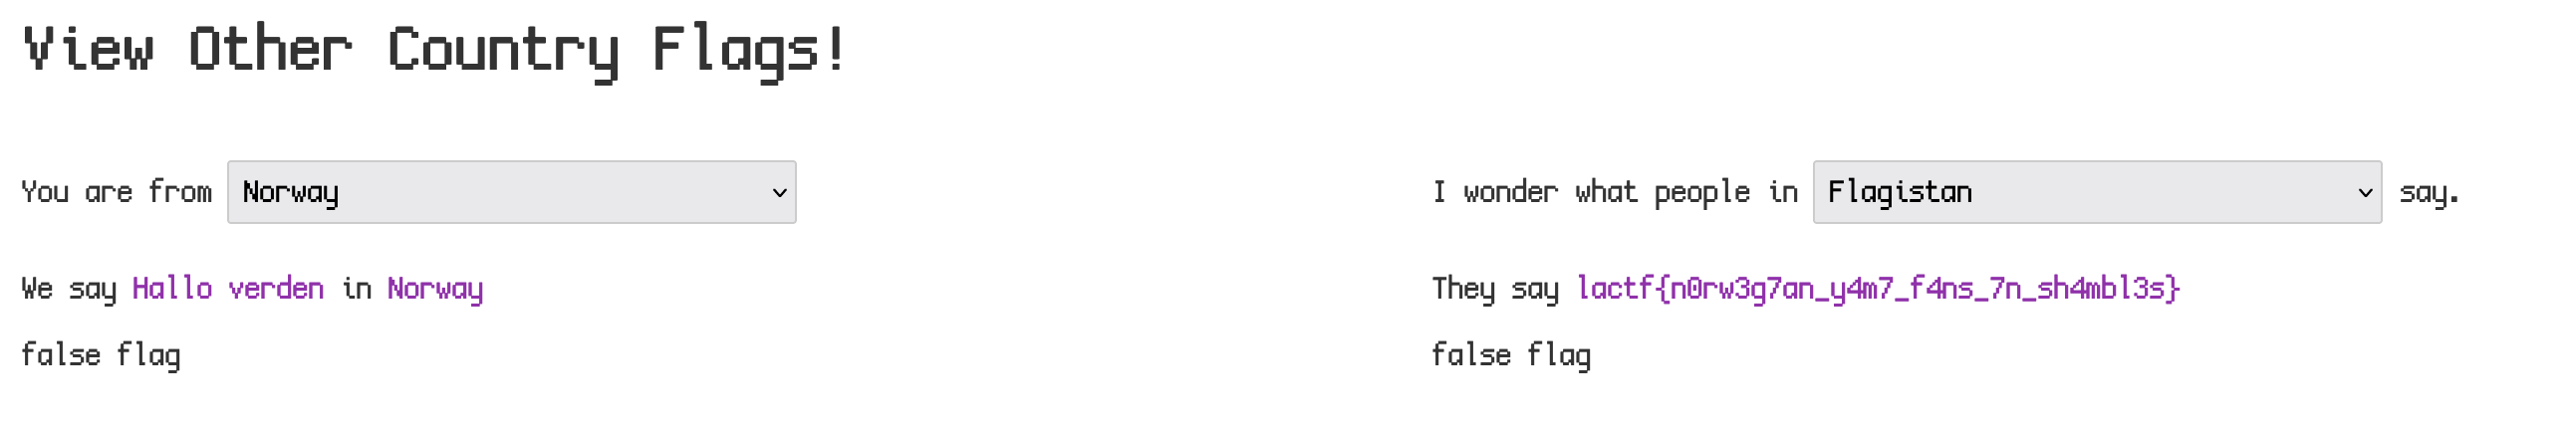 View Other Country Flags!
You are from Norway
I wonder what people in Flagistan say.
We say Hallo verden in Norway
They say lactf{n0rw3g7an_y4m7_f4ns_7n_sh4mbl3s}
false flag
false flag